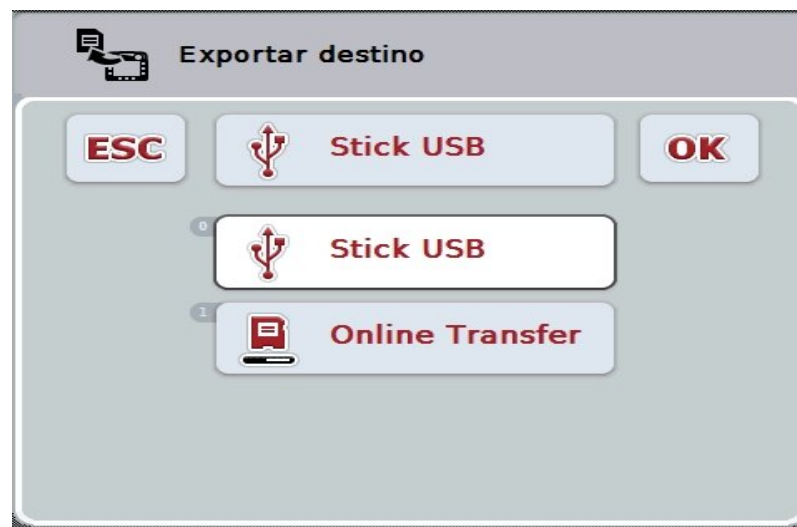 Exportar destino
ESC
Stick USB
OK
0
Stick USB
1
Online Transfer